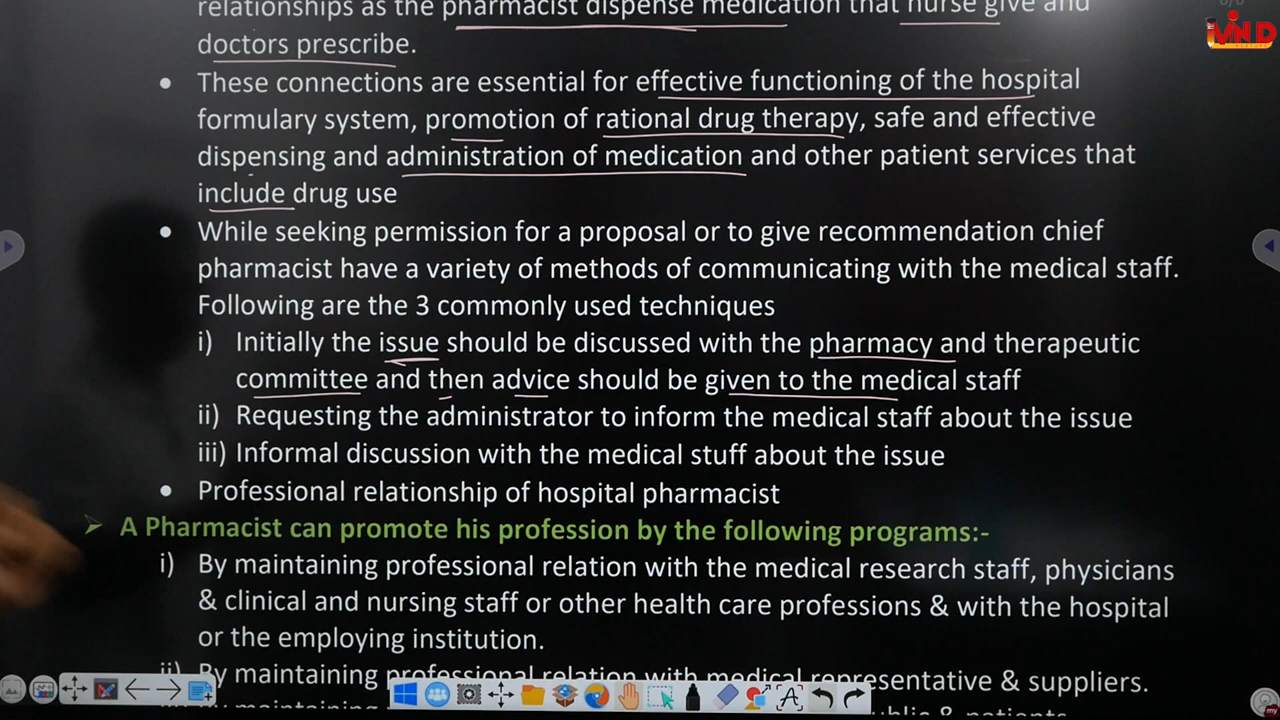 relationships as the pharmacist dispense medication that nurse give and
doctors prescribe.
• These connections are essential for effective functioning of the hospital
formulary system, promotion of rational drug therapy, safe and effective
dispensing and administration of medication and other patient services that
include drug use
• While seeking permission for a proposal or to give recommendation chief
pharmacist have a variety of methods of communicating with the medical staff.
Following are the 3 commonly used techniques
i) Initially the issue should be discussed with the pharmacy and therapeutic
committee and then advice should be given to the medical staff
ii) Requesting the administrator to inform the medical staff about the issue
iii) Informal discussion with the medical stuff about the issue
• Professional relationship of hospital pharmacist
➢ A Pharmacist can promote his profession by the following programs:-
i) By maintaining professional relation with the medical research staff, physicians
& clinical and nursing staff or other health care professions & with the hospital
or the employing institution.
ii) By maintaining professional relation with medical representative & suppliers.